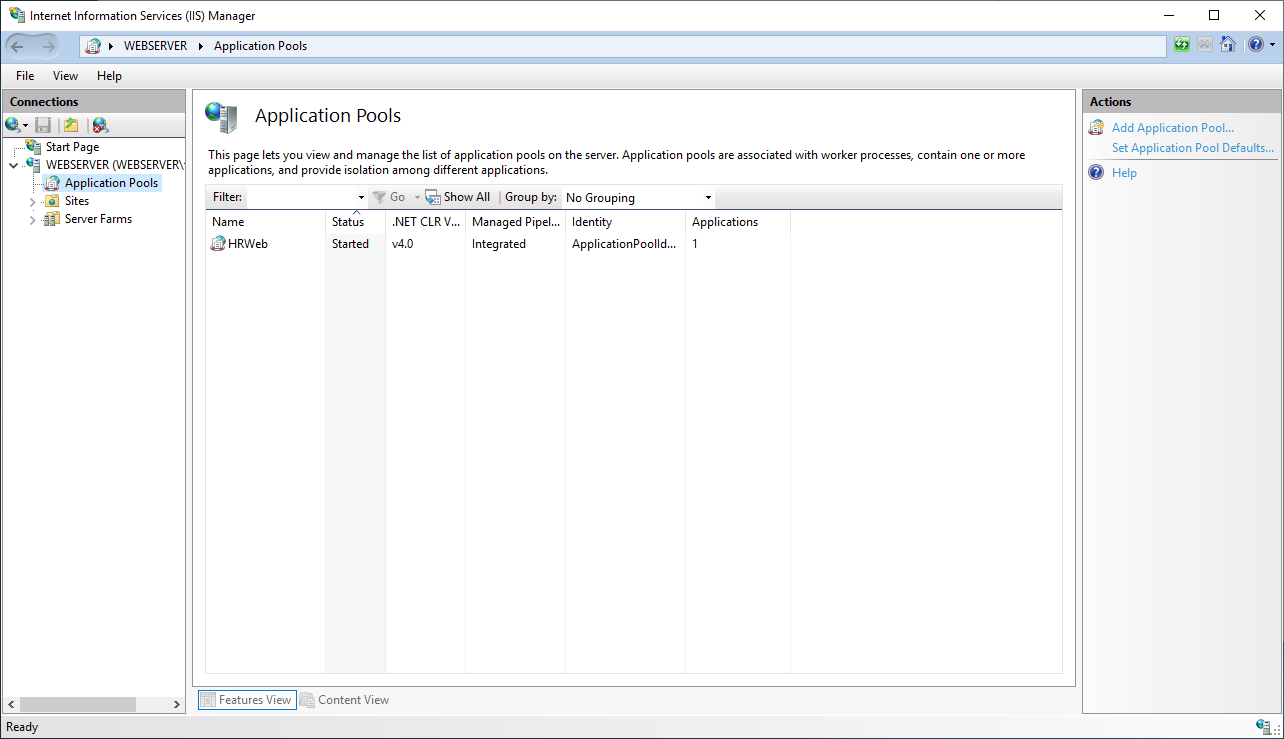 Internet Information Services (IIS) Manager
WEBSERVER Application Pools
File View Help
Connections
Start Page
WEBSERVER (WEBSERVER\
Application Pools
Sites
Server Farms
Application Pools
This page lets you view and manage the list of application pools on the server. Application pools are associated with worker processes, contain one or more
applications, and provide isolation among different applications.
Filter: Go Show All Group by: No Grouping
Name Status .NET CLR V... Managed Pipel... Identity Applications
HRWeb Started v4.0 Integrated ApplicationPoolId... 1
Features View Content View
Actions
Add Application Pool...
Set Application Pool Defaults...
Help
Ready